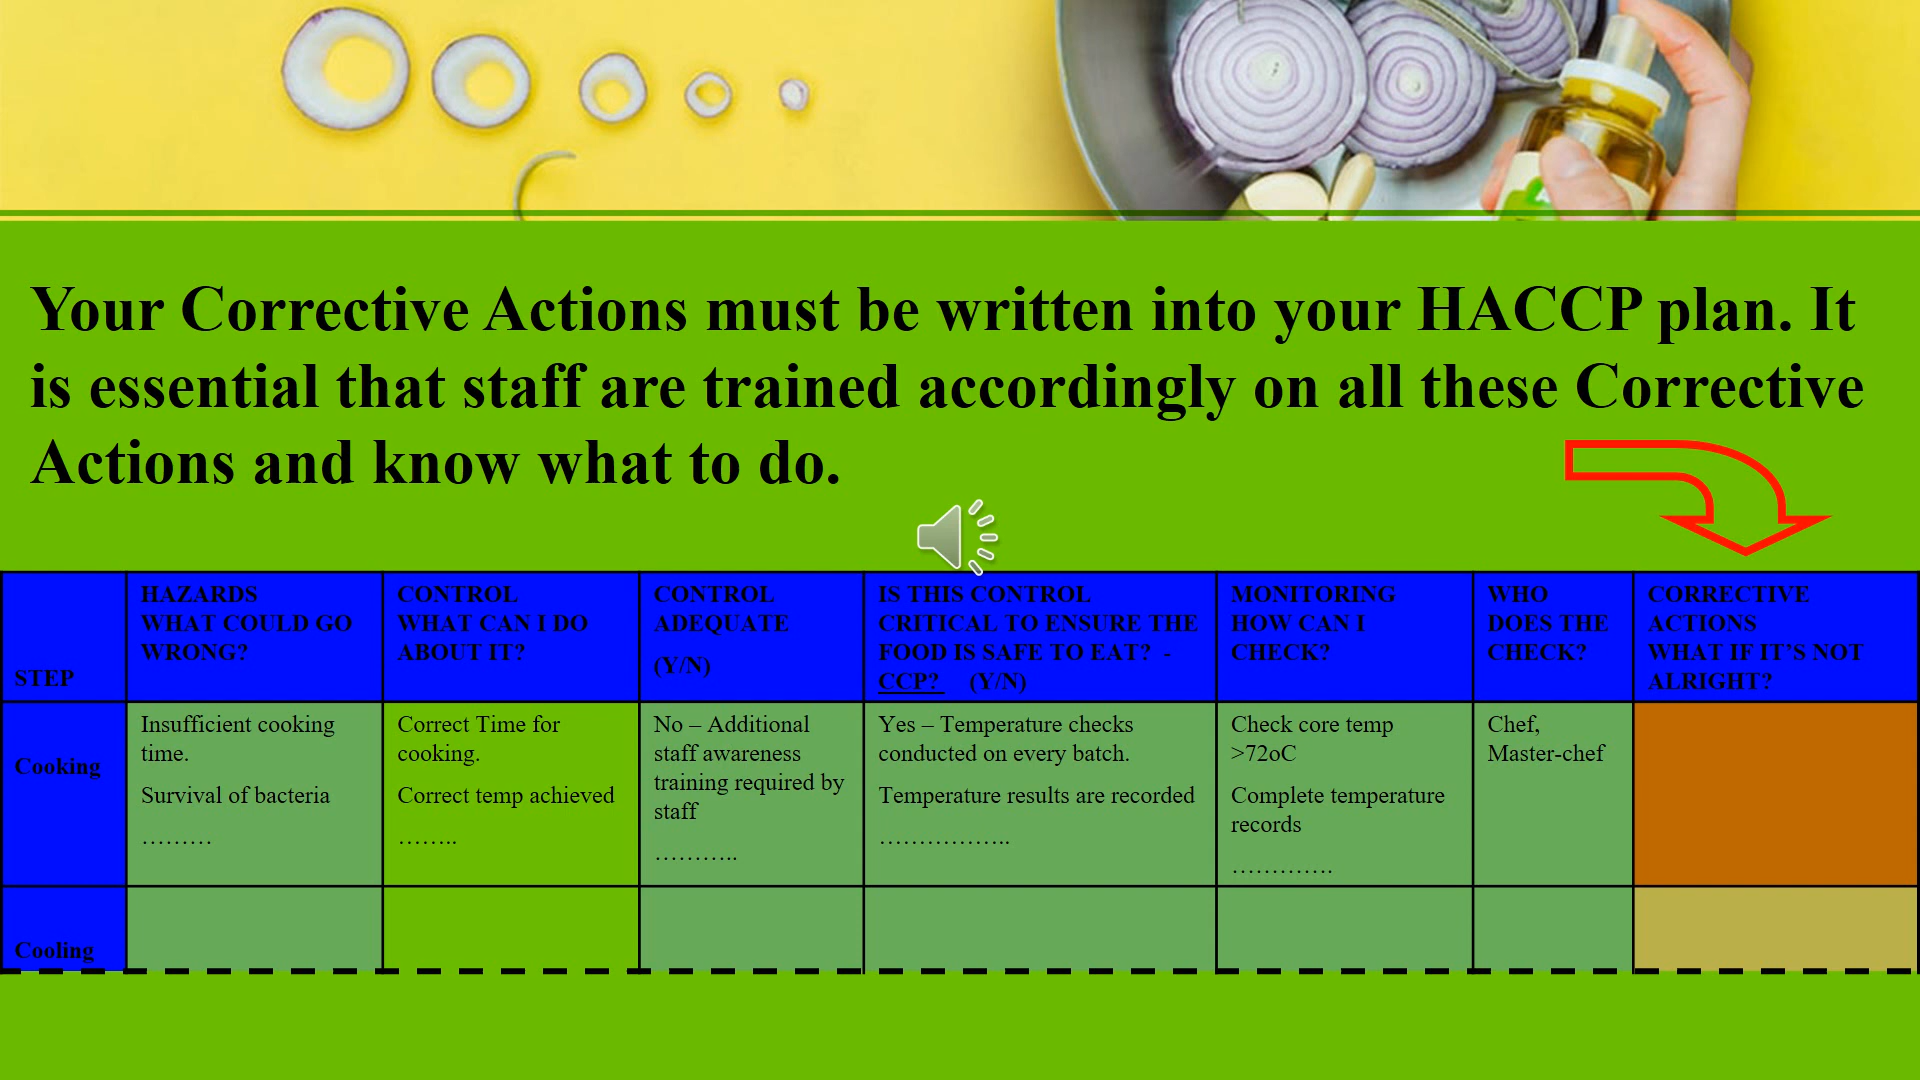 Your Corrective Actions must be written into your HACCP plan. It
is essential that staff are trained accordingly on all these Corrective
Actions and know what to do.
STEP
HAZARDS
WHAT COULD GO
WRONG?
CONTROL
WHAT CAN I DO
ABOUT IT?
CONTROL
ADEQUATE
(Y/N)
IS THIS CONTROL
CRITICAL TO ENSURE THE
FOOD IS SAFE TO EAT? -
CCP? (Y/N)
MONITORING
HOW CAN I
CHECK?
WHO
DOES THE
CHECK?
CORRECTIVE
ACTIONS
WHAT IF IT’S NOT
ALRIGHT?
Cooking
Insufficient cooking
time.
Survival of bacteria
………
Correct Time for
cooking.
Correct temp achieved
……..
No – Additional
staff awareness
training required by
staff
………..
Yes – Temperature checks
conducted on every batch.
Temperature results are recorded
……………..
Check core temp
>72oC
Complete temperature
records
………….
Chef,
Master-chef
Cooling